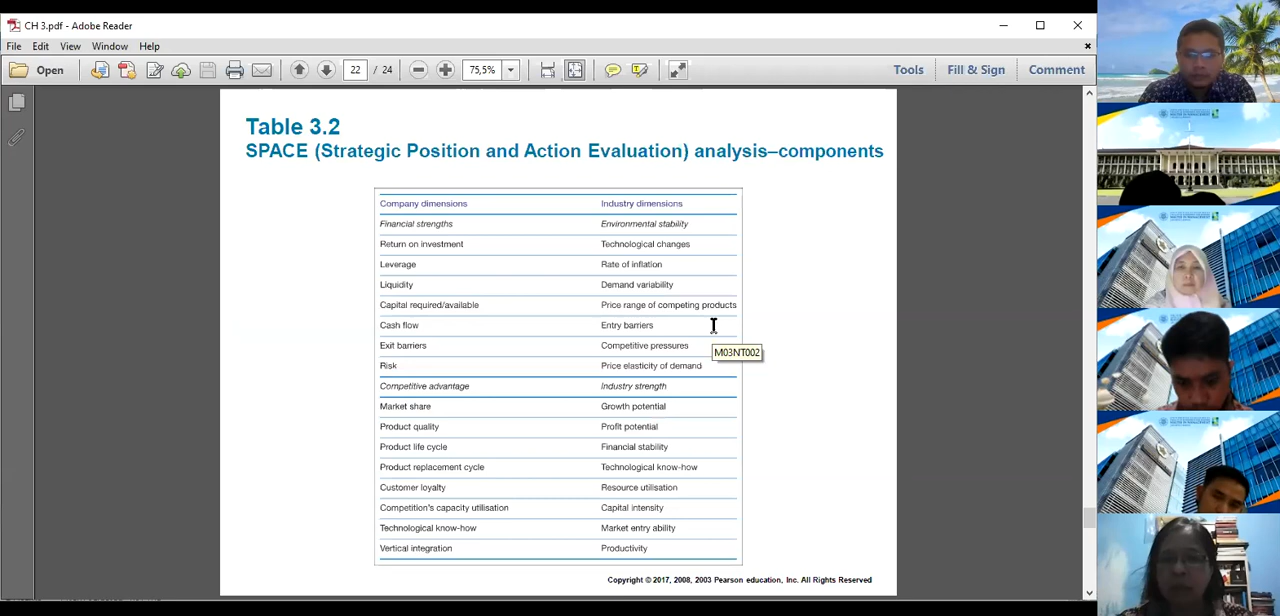 CH 3.pdf - Adobe Reader
File Edit View Window Help
Open 22 / 24 75,5% Tools Fill & Sign Comment
Table 3.2
SPACE (Strategic Position and Action Evaluation) analysis–components
Company dimensions Industry dimensions
Financial strengths Environmental stability
Return on investment Technological changes
Leverage Rate of inflation
Liquidity Demand variability
Capital required/available Price range of competing products
Cash flow Entry barriers
Exit barriers Competitive pressures
M03NT002
Risk Price elasticity of demand
Competitive advantage Industry strength
Market share Growth potential
Product quality Profit potential
Product life cycle Financial stability
Product replacement cycle Technological know-how
Customer loyalty Resource utilisation
Competition's capacity utilisation Capital intensity
Technological know-how Market entry ability
Vertical integration Productivity
Copyright © 2017, 2008, 2003 Pearson education, Inc. All Rights Reserved